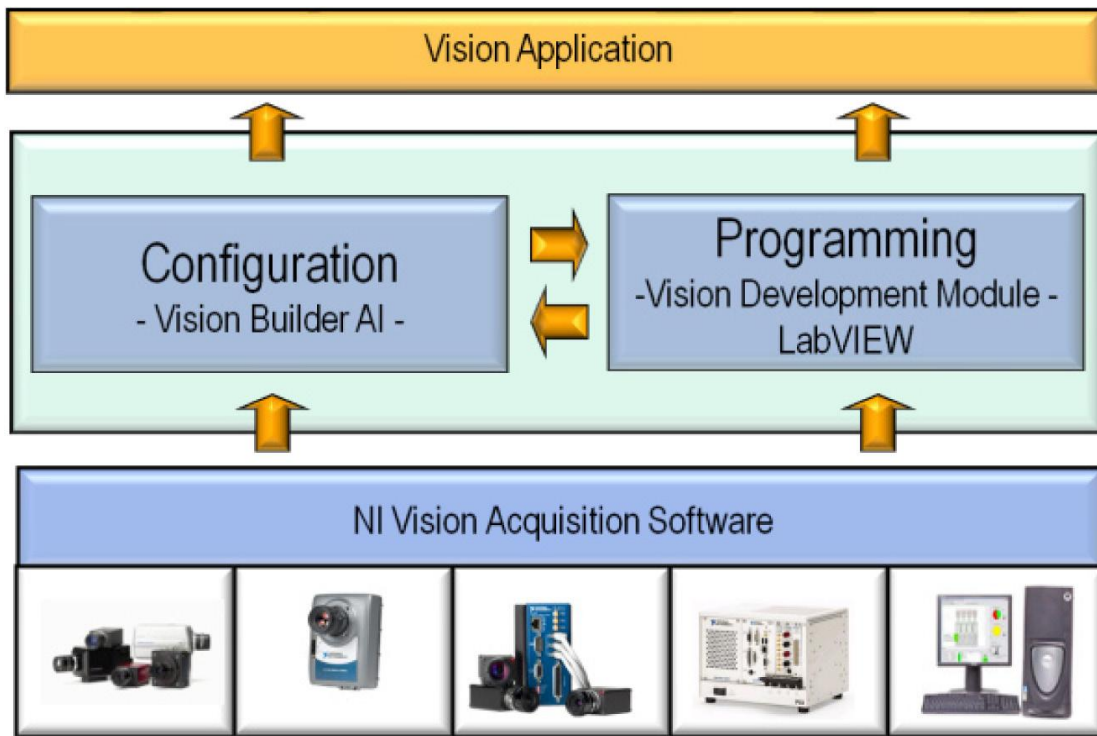 Vision Application
Configuration
- Vision Builder AI -
Programming
-Vision Development Module -
LabVIEW
NI Vision Acquisition Software